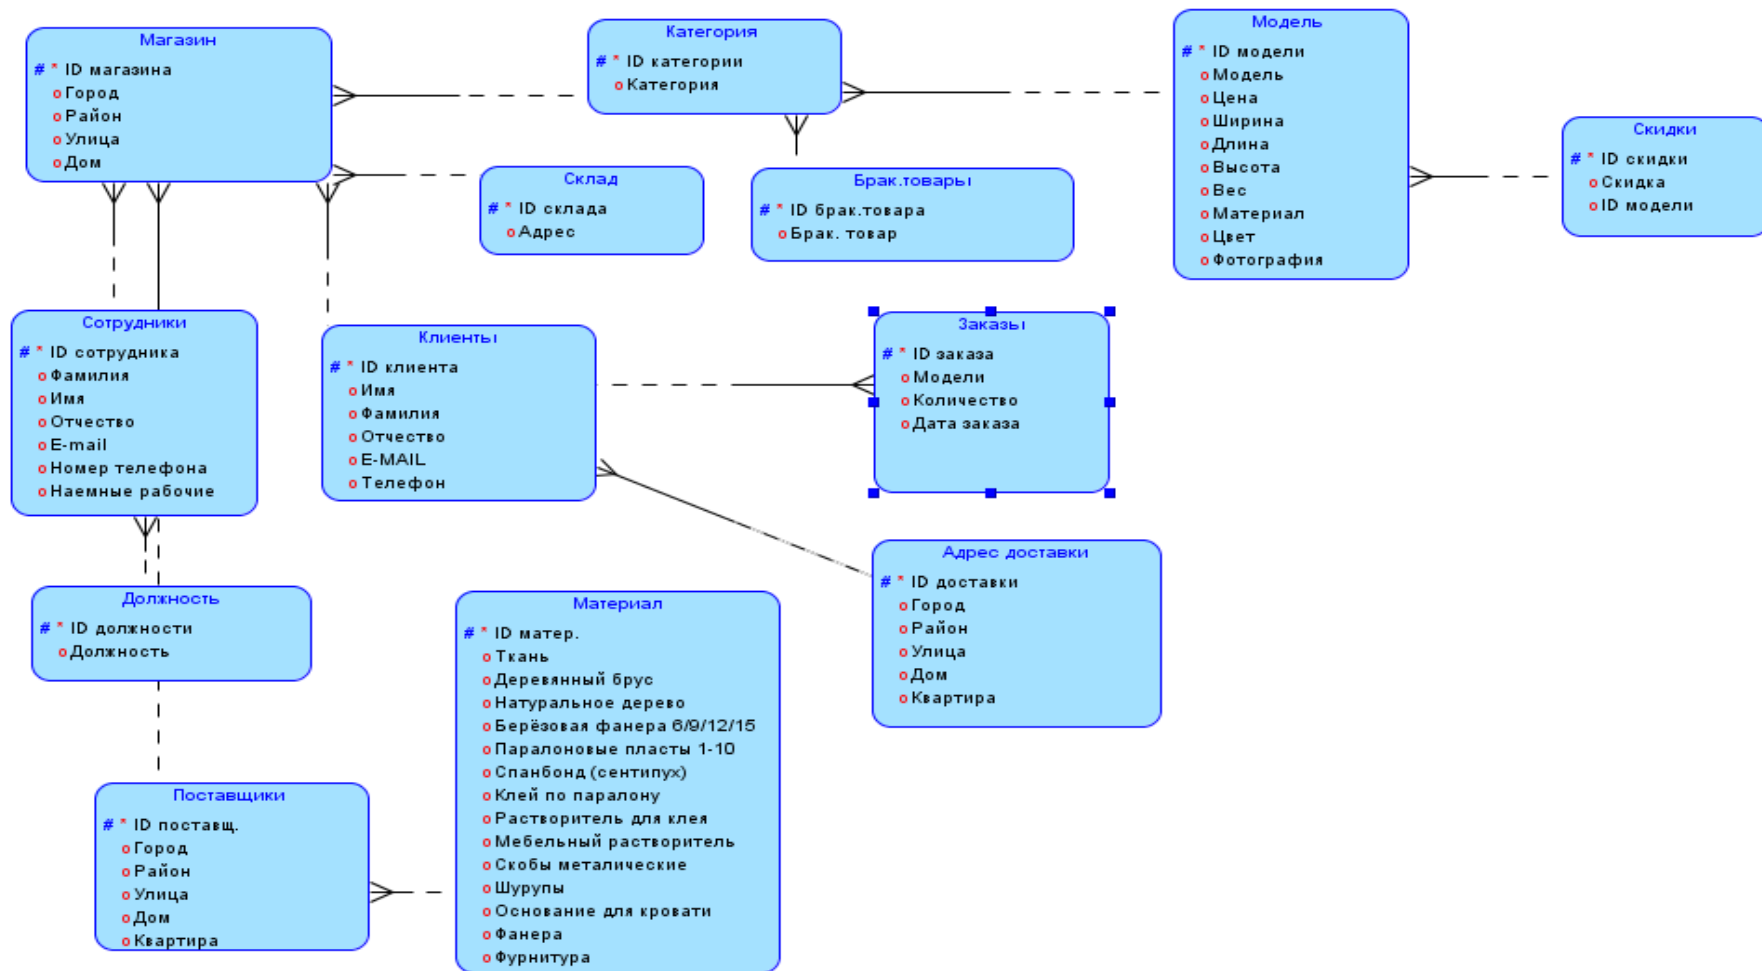 Магазин
# * ID магазина
o Город
o Район
o Улица
o Дом
Категория
# * ID категории
o Категория
Модель
# * ID модели
o Модель
o Цена
o Ширина
o Длина
o Высота
o Вес
o Материал
o Цвет
o Фотография
Скидки
# * ID скидки
o Скидка
o ID модели
Склад
# * ID склада
o Адрес
Брак.товары
# * ID брак.товара
o Брак. товар
Сотрудники
# * ID сотрудника
o Фамилия
o Имя
o Отчество
o E-mail
o Номер телефона
o Наемные рабочие
Клиенты
# * ID клиента
o Имя
o Фамилия
o Отчество
o E-MAIL
o Телефон
Заказы
# * ID заказа
o Модели
o Количество
o Дата заказа
Адрес доставки
# * ID доставки
o Город
o Район
o Улица
o Дом
o Квартира
Должность
# * ID должности
o Должность
Материал
# * ID матер.
o Ткань
o Деревянный брус
o Натуральное дерево
o Берёзовая фанера 6/9/12/15
o Паралоновые пласты 1-10
o Спанбонд (сентипух)
o Клей по паралону
o Растворитель для клея
o Мебельный растворитель
o Скобы металические
o Шурупы
o Основание для кровати
o Фанера
o Фурнитура
Поставщики
# * ID поставщ.
o Город
o Район
o Улица
o Дом
o Квартира